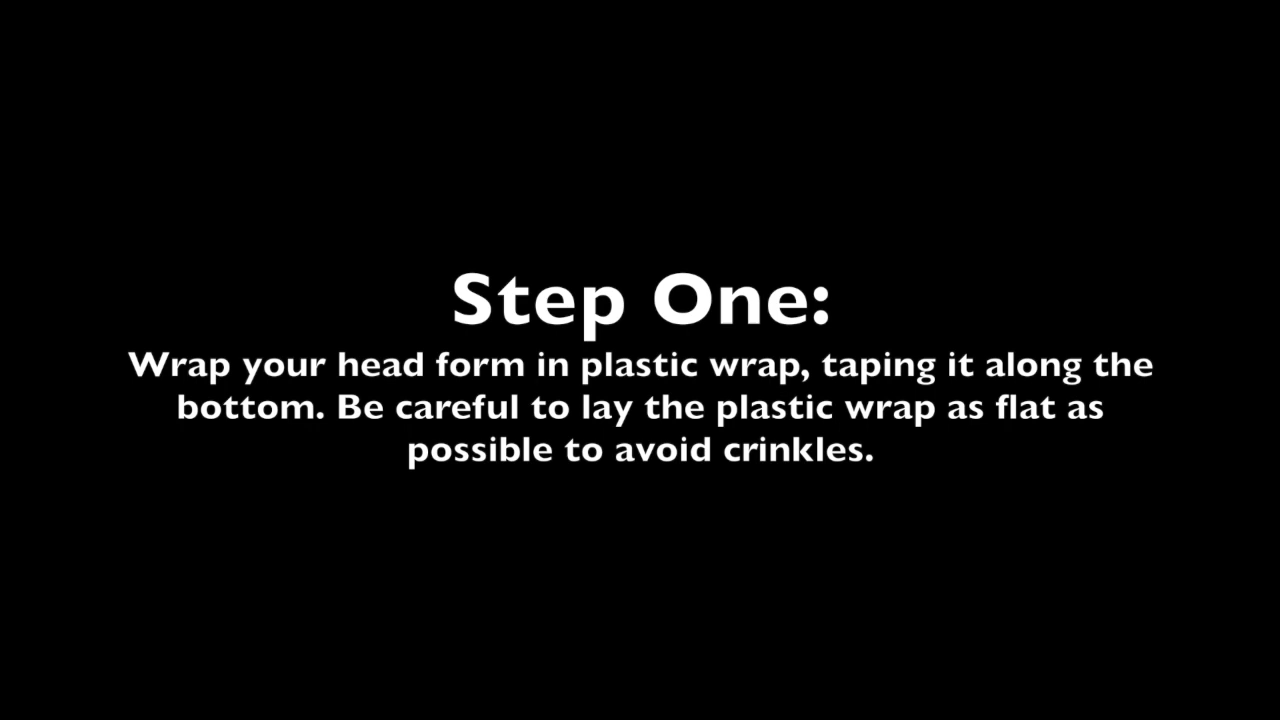 Step One:
Wrap your head form in plastic wrap, taping it along the
bottom. Be careful to lay the plastic wrap as flat as
possible to avoid crinkles.